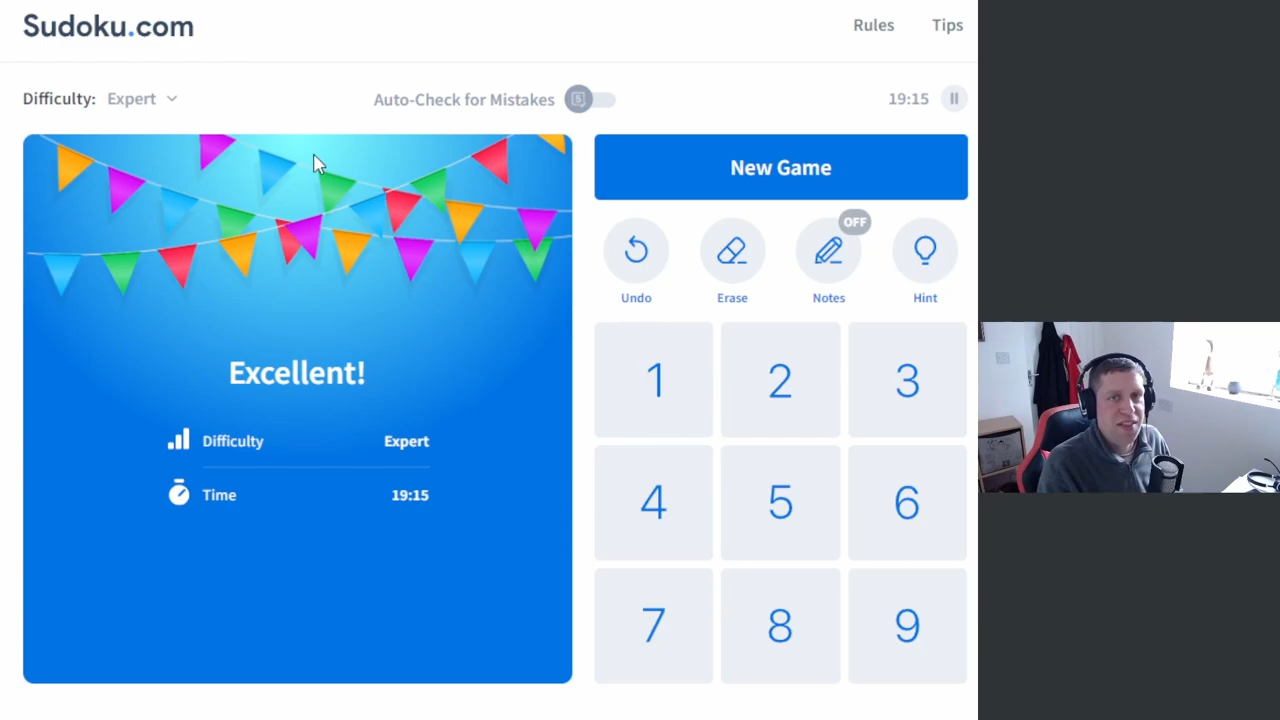 Sudoku.com
Rules Tips
Difficulty: Expert
Auto-Check for Mistakes
19:15
New Game
OFF
Undo Erase Notes Hint
Excellent!
Difficulty Expert
Time 19:15
1 2 3
4 5 6
7 8 9